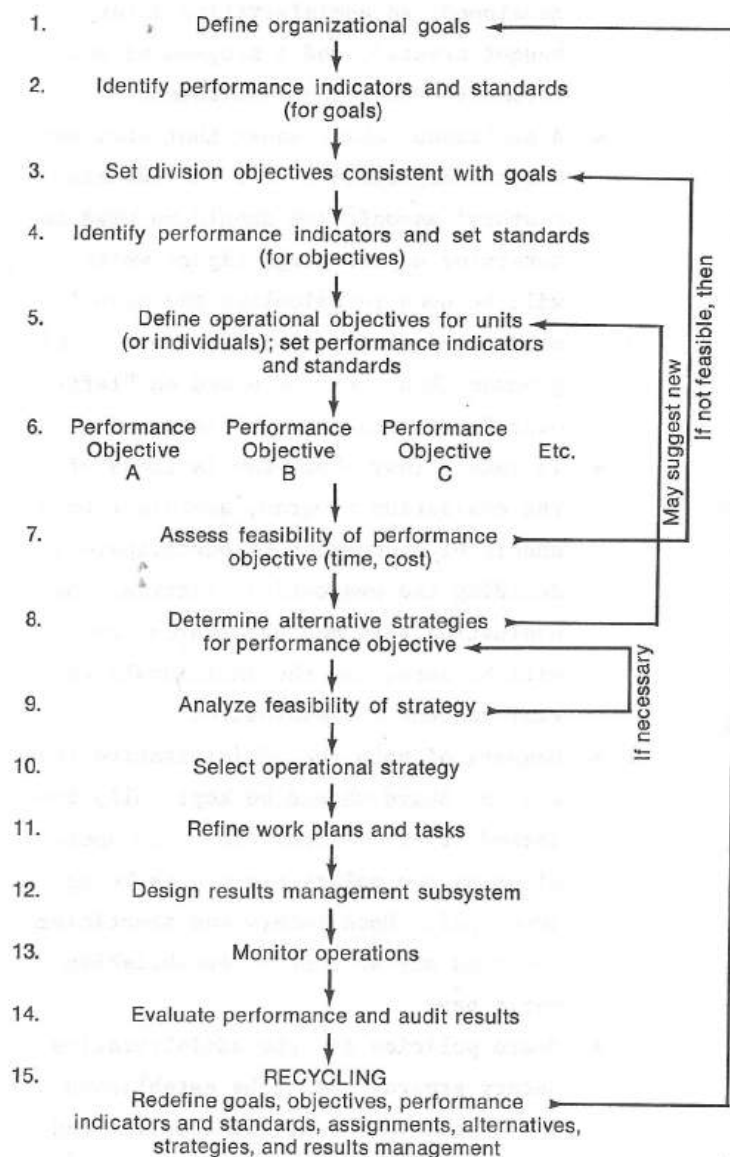 1. Define organizational goals
2. Identify performance indicators and standards
(for goals)
3. Set division objectives consistent with goals
4. Identify performance indicators and set standards
(for objectives)
5. Define operational objectives for units
(or individuals); set performance indicators
and standards
6. Performance Performance Performance
Objective Objective Objective Etc.
A B C
7. Assess feasibility of performance
objective (time, cost)
8. Determine alternative strategies
for performance objective
9. Analyze feasibility of strategy
10. Select operational strategy
11. Refine work plans and tasks
12. Design results management subsystem
13. Monitor operations
14. Evaluate performance and audit results
15. RECYCLING
Redefine goals, objectives, performance
indicators and standards, assignments, alternatives,
strategies, and results management
If necessary
May suggest new
If not feasible, then